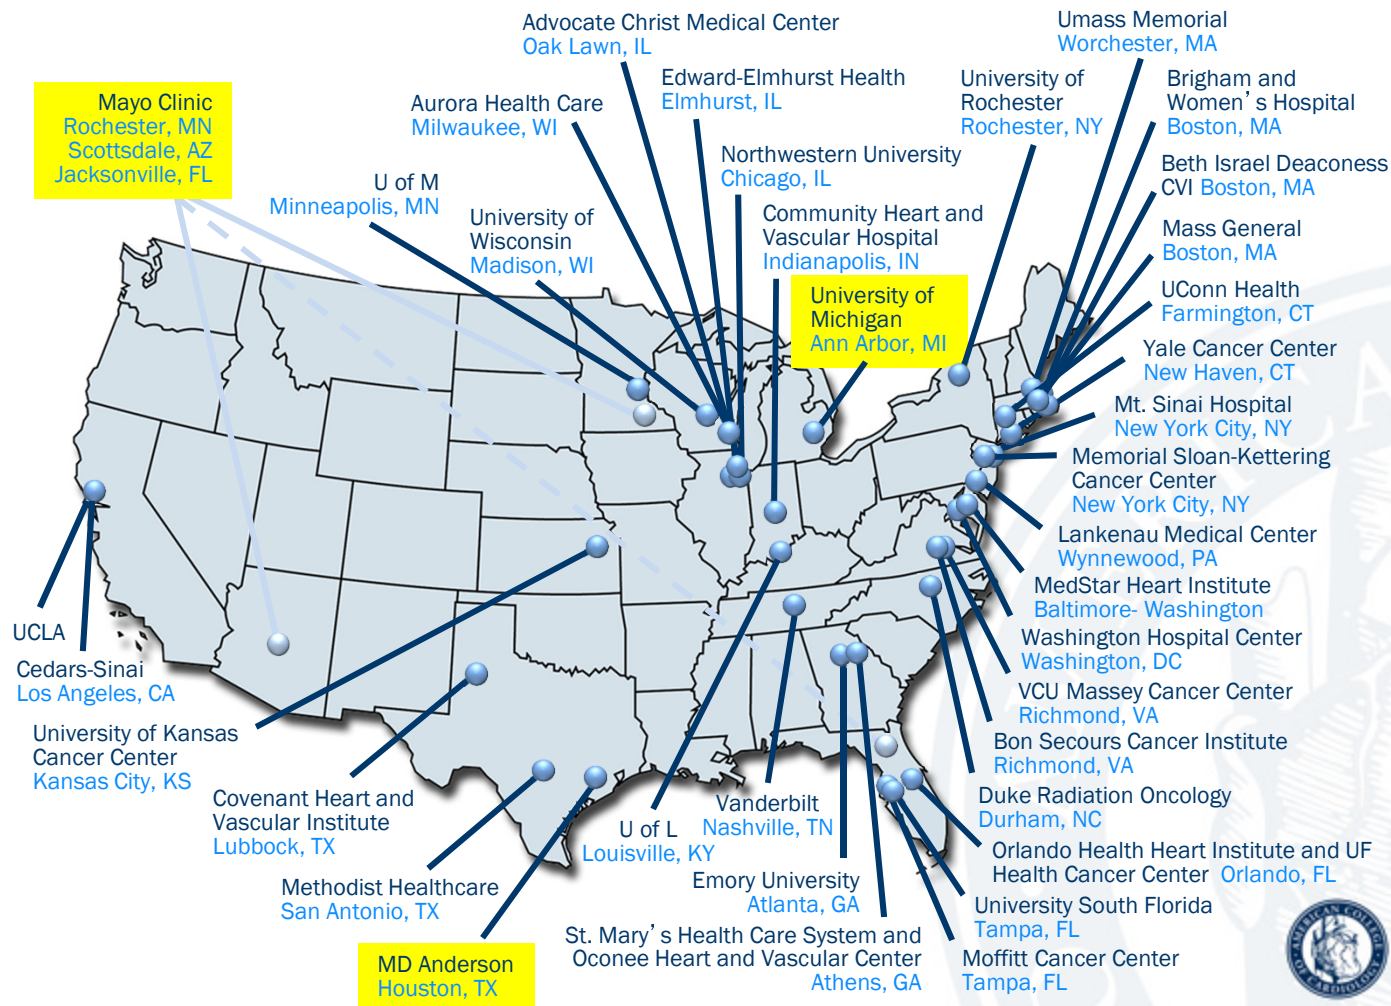 Advocate Christ Medical Center
Oak Lawn, IL
Umass Memorial
Worchester, MA
Mayo Clinic
Rochester, MN
Scottsdale, AZ
Jacksonville, FL
Aurora Health Care
Milwaukee, WI
Edward-Elmhurst Health
Elmhurst, IL
University of
Rochester
Rochester, NY
Brigham and
Women's Hospital
Boston, MA
Northwestern University
Chicago, IL
Beth Israel Deaconess
CVI Boston, MA
U of M
Minneapolis, MN
University of
Wisconsin
Madison, WI
Community Heart and
Vascular Hospital
Indianapolis, IN
Mass General
Boston, MA
University of
Michigan
Ann Arbor, MI
UConn Health
Farmington, CT
Yale Cancer Center
New Haven, CT
Mt. Sinai Hospital
New York City, NY
Memorial Sloan-Kettering
Cancer Center
New York City, NY
Lankenau Medical Center
Wynnewood, PA
MedStar Heart Institute
Baltimore- Washington
UCLA
Cedars-Sinai
Los Angeles, CA
Washington Hospital Center
Washington, DC
VCU Massey Cancer Center
Richmond, VA
University of Kansas
Cancer Center
Kansas City, KS
Bon Secours Cancer Institute
Richmond, VA
Covenant Heart and
Vascular Institute
Lubbock, TX
Duke Radiation Oncology
Durham, NC
Vanderbilt
Nashville, TN
U of L
Louisville, KY
Orlando Health Heart Institute and UF
Health Cancer Center Orlando, FL
Methodist Healthcare
San Antonio, TX
Emory University
Atlanta, GA
University South Florida
Tampa, FL
St. Mary's Health Care System and
Oconee Heart and Vascular Center
Athens, GA
Moffitt Cancer Center
Tampa, FL
MD Anderson
Houston, TX
AMERICAN COLLEGE
OF CARDIOLOGY